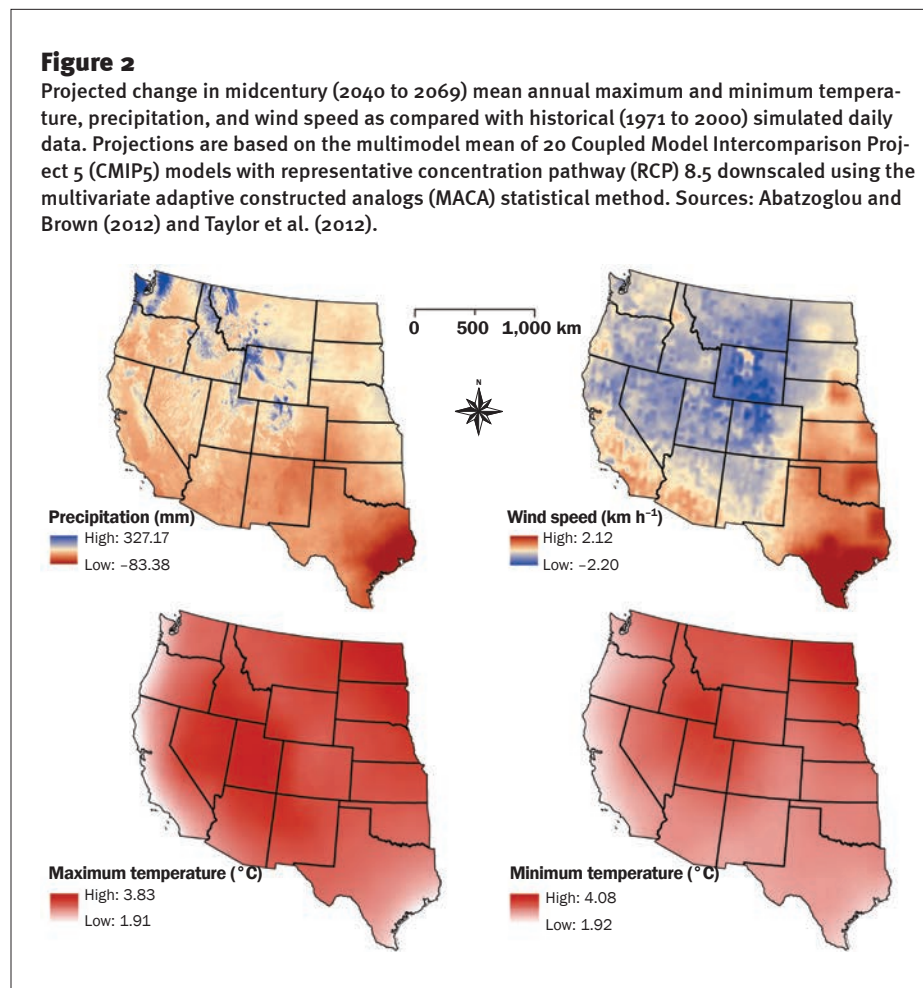 Figure 2
Projected change in midcentury (2040 to 2069) mean annual maximum and minimum tempera-
ture, precipitation, and wind speed as compared with historical (1971 to 2000) simulated daily
data. Projections are based on the multimodel mean of 20 Coupled Model Intercomparison Proj-
ect 5 (CMIP5) models with representative concentration pathway (RCP) 8.5 downscaled using the
multivariate adaptive constructed analogs (MACA) statistical method. Sources: Abatzoglou and
Brown (2012) and Taylor et al. (2012).
0 500 1,000 km
N
Precipitation (mm)
High: 327.17
Low: –83.38
Wind speed (km h⁻¹)
High: 2.12
Low: –2.20
Maximum temperature (°C)
High: 3.83
Low: 1.91
Minimum temperature (°C)
High: 4.08
Low: 1.92